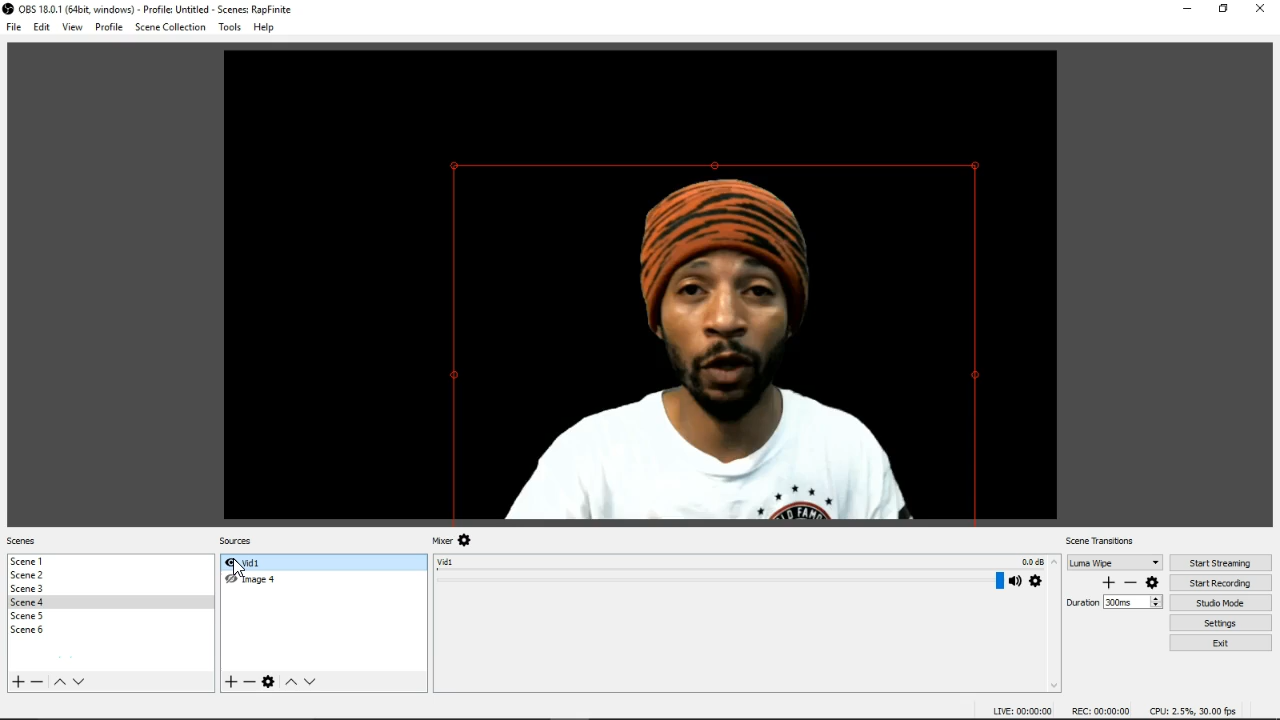 OBS 18.0.1 (64bit, windows) - Profile: Untitled - Scenes: RapFinite
File Edit View Profile Scene Collection Tools Help
LD FAM
Scenes
Scene 1
Scene 2
Scene 3
Scene 4
Scene 5
Scene 6
Sources
Vid1
Image 4
Mixer
Vid1 0.0 dB
Scene Transitions
Luma Wipe
Duration 300ms
Start Streaming
Start Recording
Studio Mode
Settings
Exit
LIVE: 00:00:00 REC: 00:00:00 CPU: 2.5%, 30.00 fps